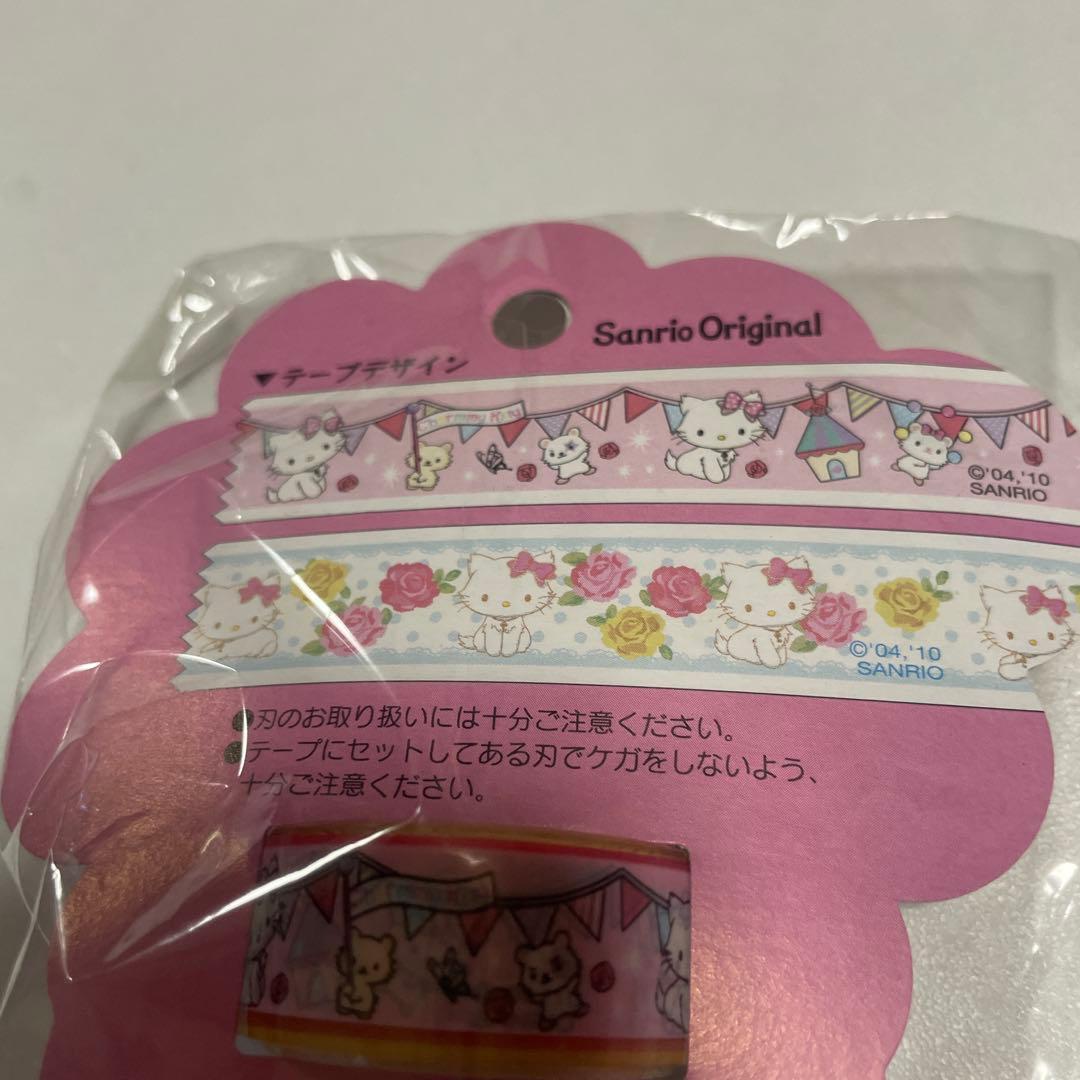 Sanrio Original
▼テープデザイン
Charmmy Kitty
©'04,'10
SANRIO
©'04,'10
SANRIO
●刃のお取り扱いには十分ご注意ください。
●テープにセットしてある刃でケガをしないよう、
十分ご注意ください。